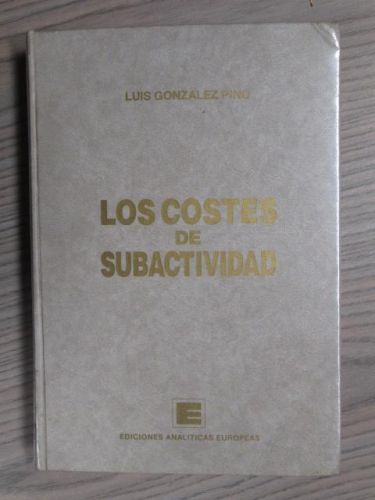 LUIS GONZALEZ PINO
LOS COSTES
DE
SUBACTIVIDAD
E
EDICIONES ANALITICAS EUROPEAS